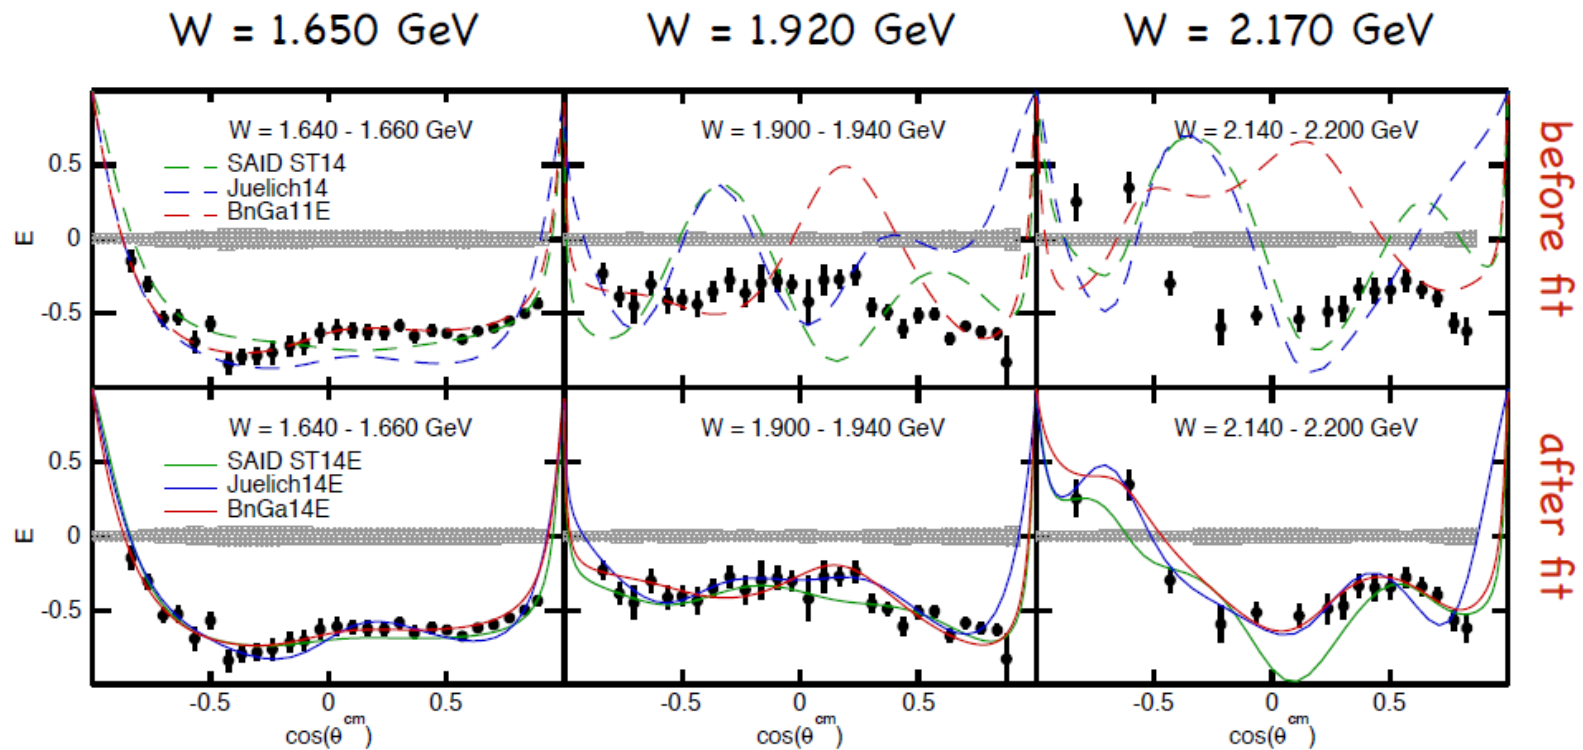 W = 1.650 GeV W = 1.920 GeV W = 2.170 GeV
W = 1.640 - 1.660 GeV W = 1.900 - 1.940 GeV W = 2.140 - 2.200 GeV
SAID ST14
Juelich14
BnGa11E
0.5
0
-0.5
E
before fit
W = 1.640 - 1.660 GeV W = 1.900 - 1.940 GeV W = 2.140 - 2.200 GeV
SAID ST14E
Juelich14E
BnGa14E
0.5
0
-0.5
E
after fit
-0.5 0 0.5 -0.5 0 0.5 -0.5 0 0.5
cos(θ^cm) cos(θ^cm) cos(θ^cm)